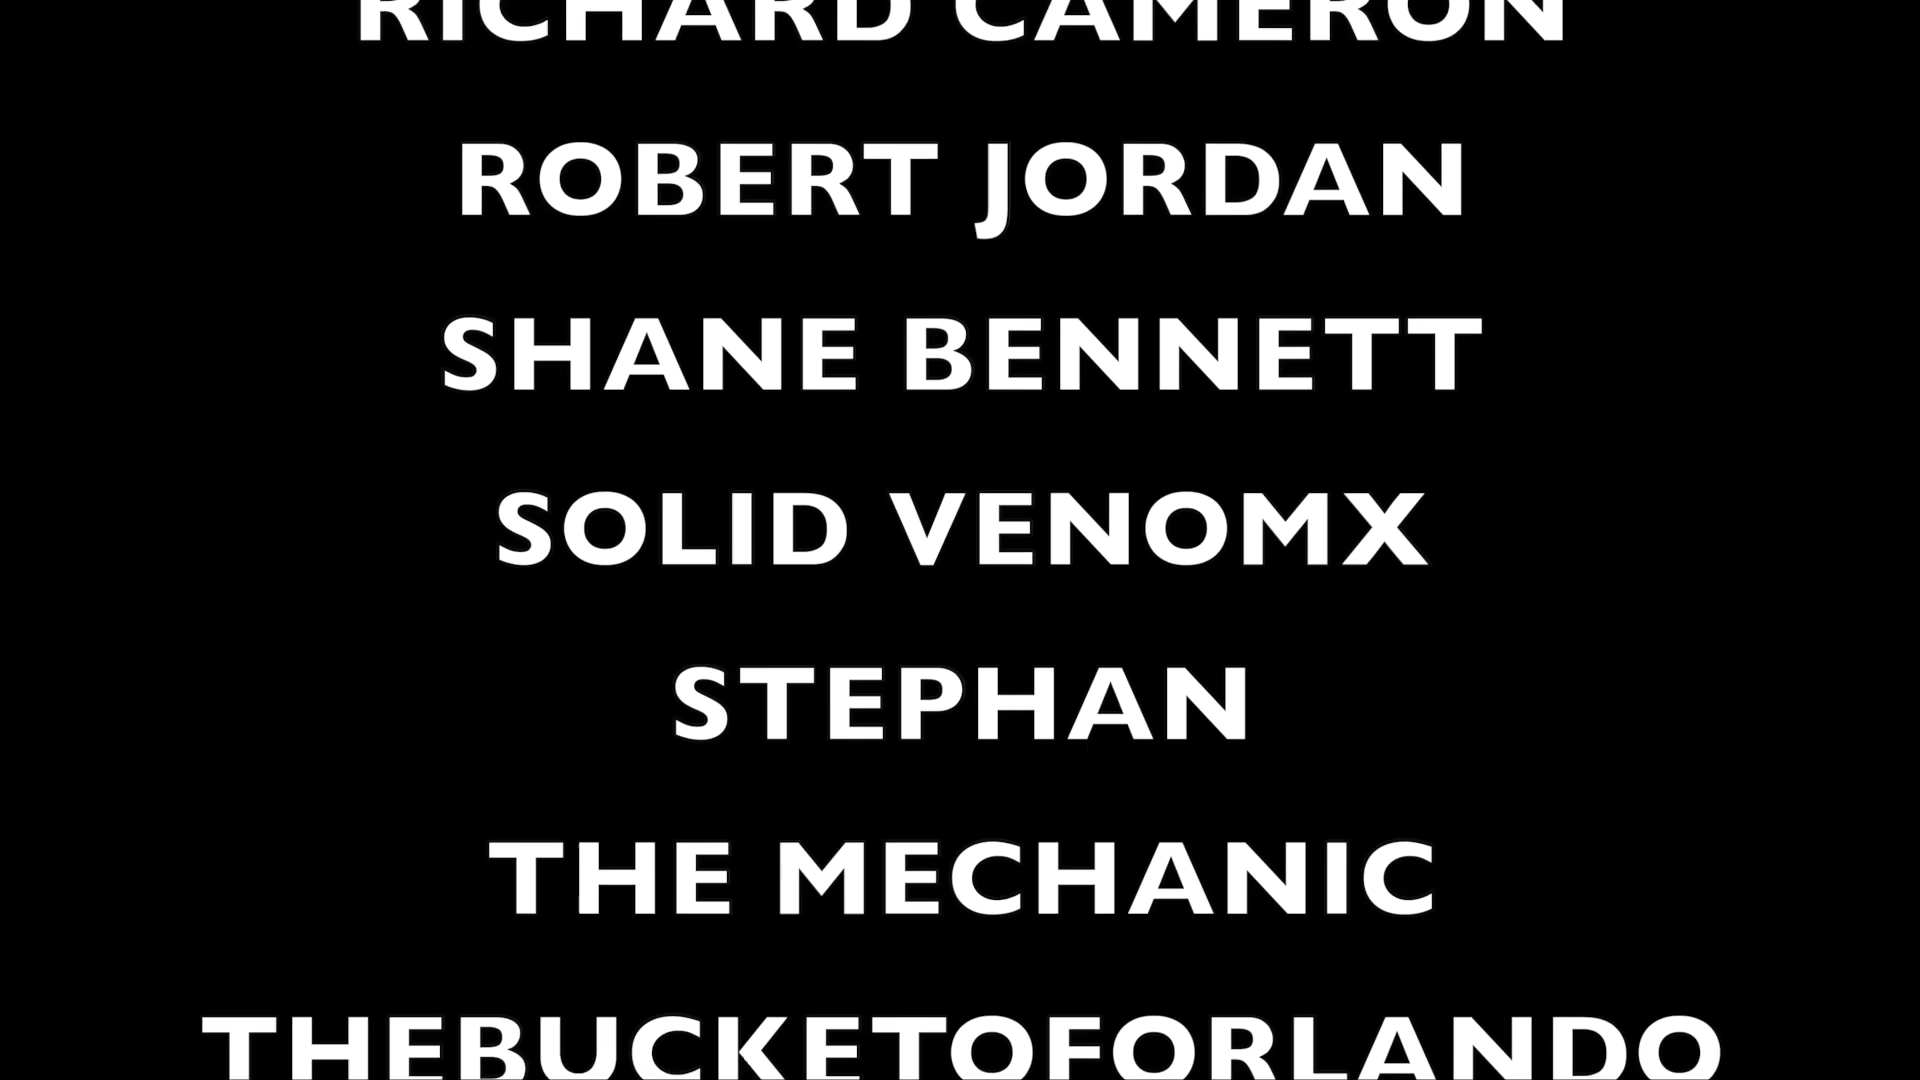 RICHARD CAMERON
ROBERT JORDAN
SHANE BENNETT
SOLID VENOMX
STEPHAN
THE MECHANIC
THEBUCKETOFORLANDO